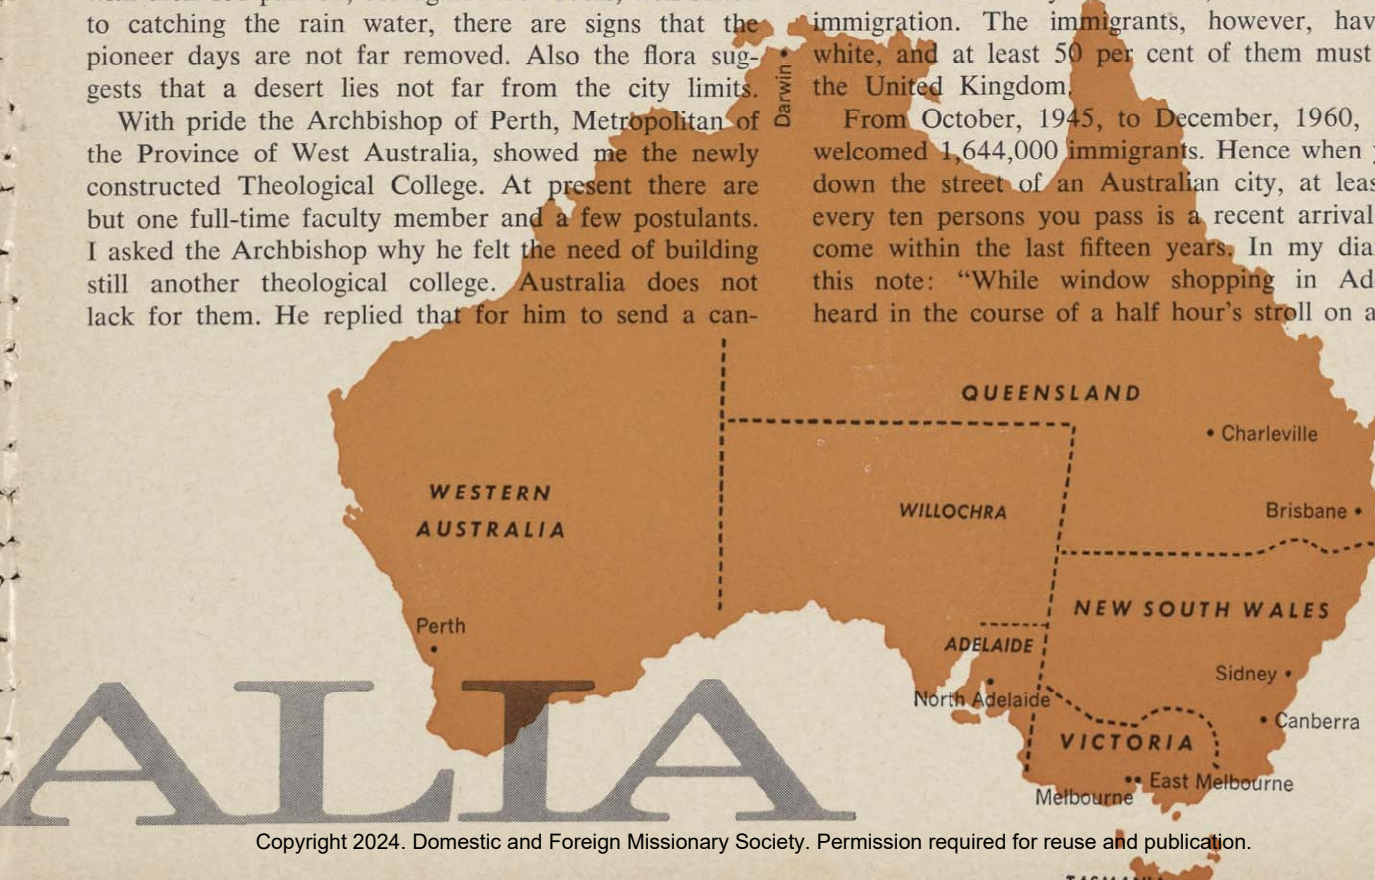 to catching the rain water, there are signs that the
pioneer days are not far removed. Also the flora sug-
gests that a desert lies not far from the city limits.
With pride the Archbishop of Perth, Metropolitan of
the Province of West Australia, showed me the newly
constructed Theological College. At present there are
but one full-time faculty member and a few postulants.
I asked the Archbishop why he felt the need of building
still another theological college. Australia does not
lack for them. He replied that for him to send a can-
immigration. The immigrants, however, hav
white, and at least 50 per cent of them must
the United Kingdom.
From October, 1945, to December, 1960,
welcomed 1,644,000 immigrants. Hence when
down the street of an Australian city, at leas
every ten persons you pass is a recent arrival
come within the last fifteen years. In my dia
this note: “While window shopping in Ad
heard in the course of a half hour's stroll on a
Darwin
QUEENSLAND
Charleville
WESTERN
AUSTRALIA
WILLOCHRA
Brisbane
NEW SOUTH WALES
Perth
ADELAIDE
Sidney
North Adelaide
Canberra
VICTORIA
East Melbourne
Melbourne
ALIA
Copyright 2024. Domestic and Foreign Missionary Society. Permission required for reuse and publication.